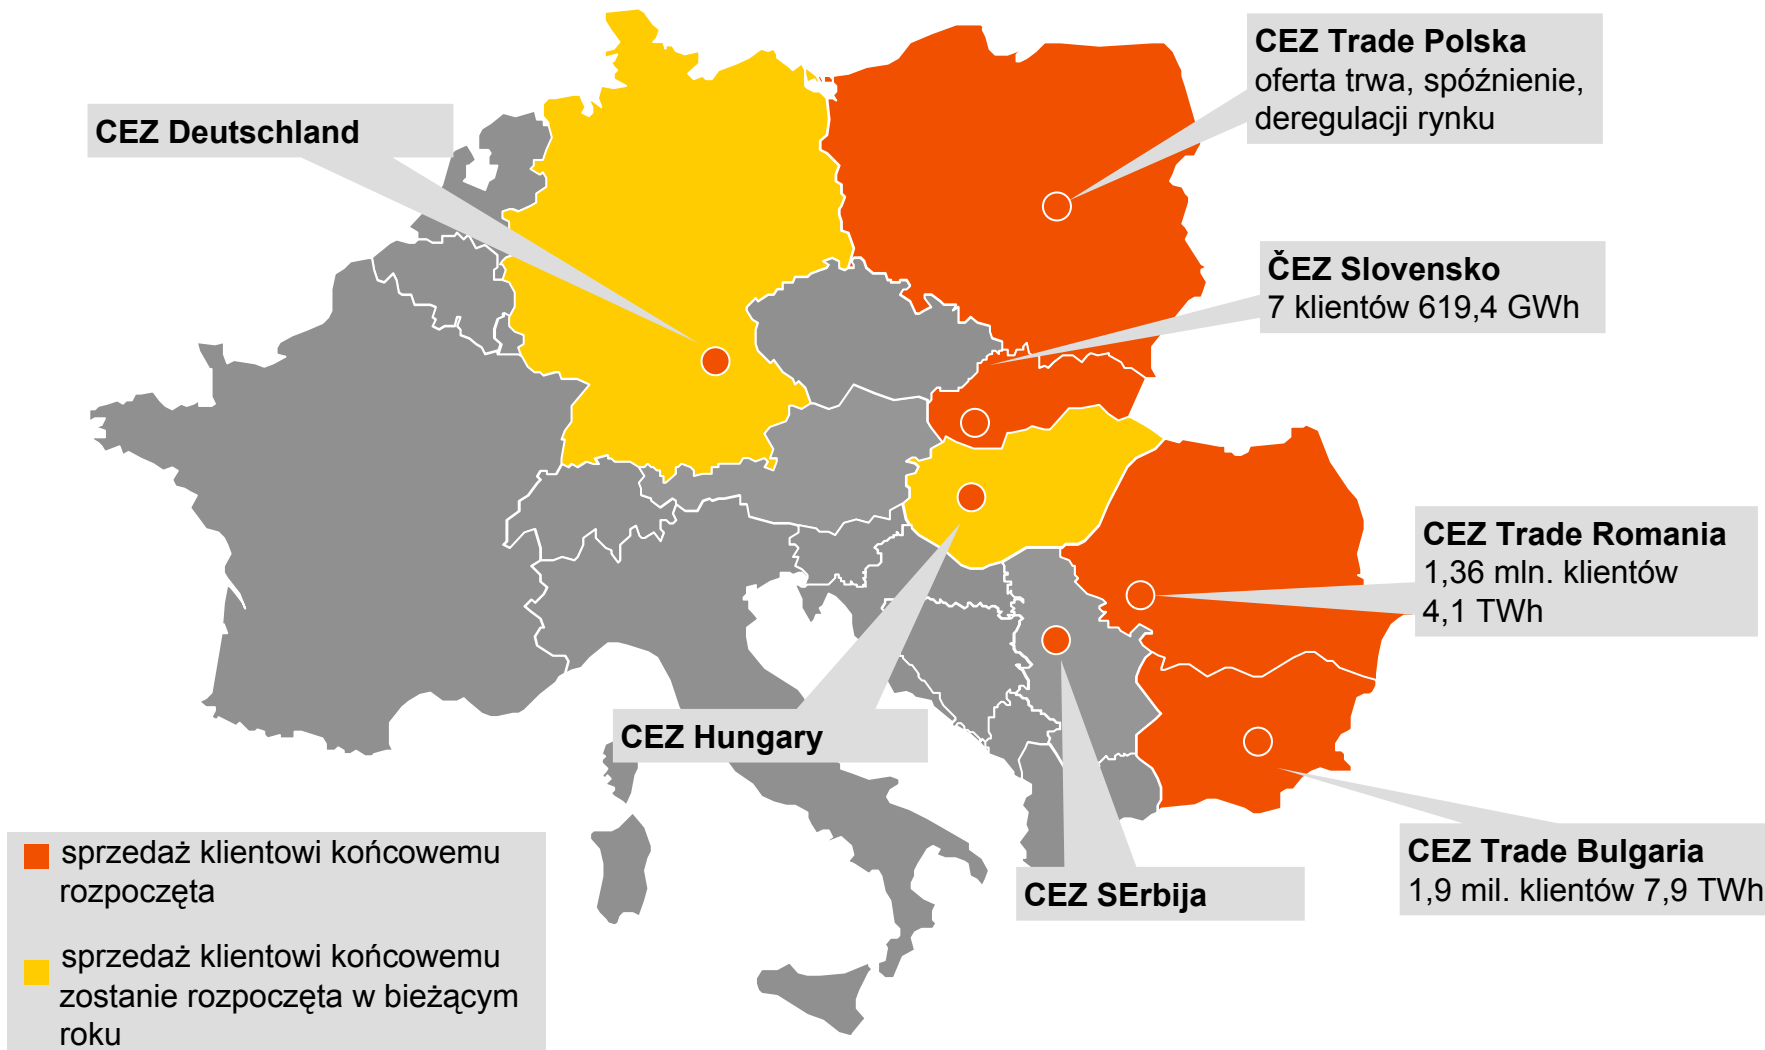 CEZ Trade Polska
oferta trwa, spóźnienie,
deregulacji rynku
CEZ Deutschland
ČEZ Slovensko
7 klientów 619,4 GWh
CEZ Trade Romania
1,36 mln. klientów
4,1 TWh
CEZ Hungary
CEZ Trade Bulgaria
1,9 mil. klientów 7,9 TWh
CEZ SErbija
sprzedaż klientowi końcowemu
rozpoczęta
sprzedaż klientowi końcowemu
zostanie rozpoczęta w bieżącym
roku